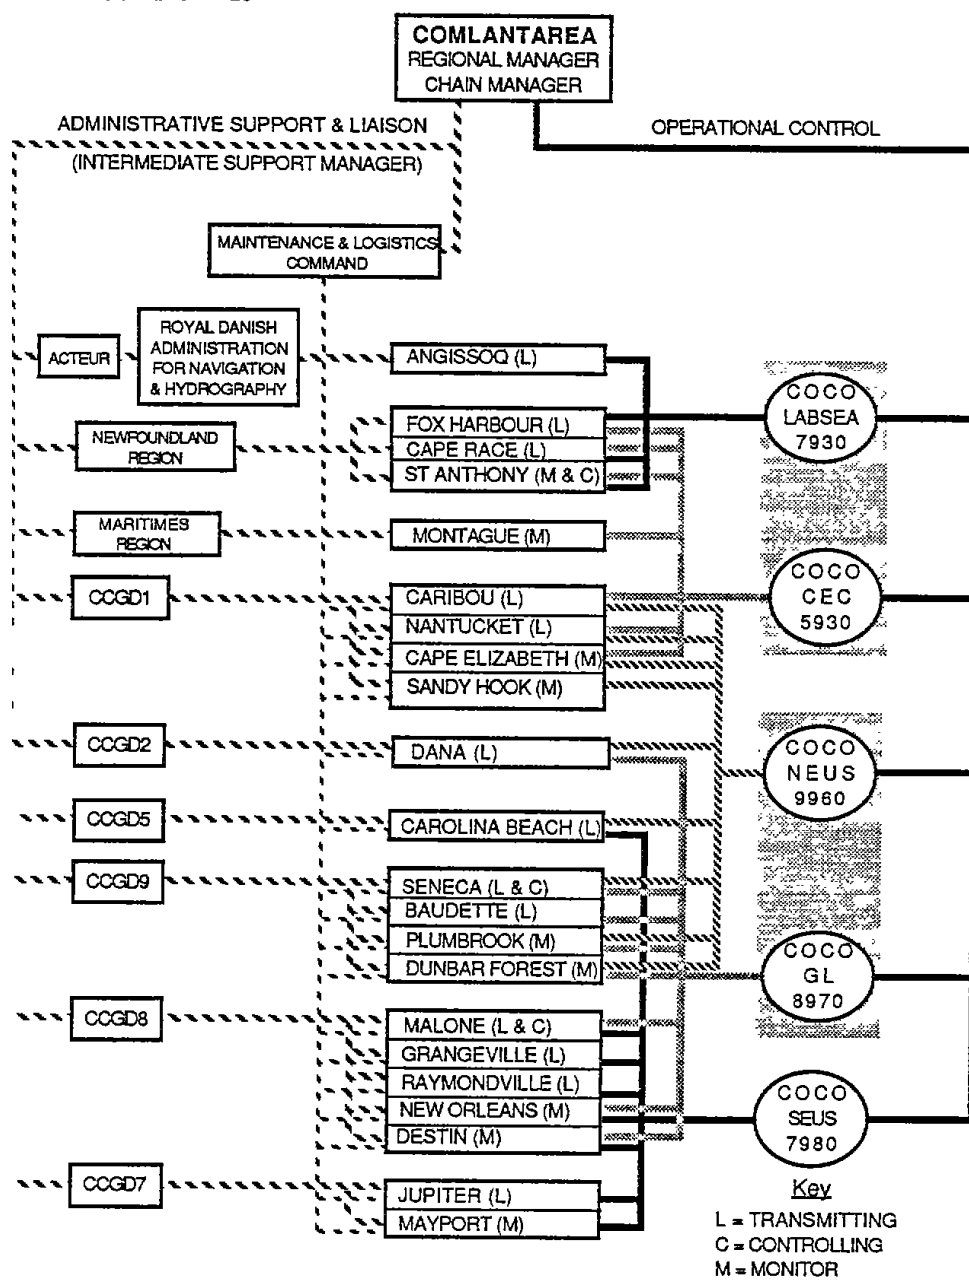 COMLANTAREA
REGIONAL MANAGER
CHAIN MANAGER
ADMINISTRATIVE SUPPORT & LIAISON
(INTERMEDIATE SUPPORT MANAGER)
OPERATIONAL CONTROL
MAINTENANCE & LOGISTICS
COMMAND
ACTEUR
ROYAL DANISH
ADMINISTRATION
FOR NAVIGATION
& HYDROGRAPHY
ANGISSOQ (L)
NEWFOUNDLAND
REGION
FOX HARBOUR (L)
CAPE RACE (L)
ST ANTHONY (M & C)
COCO
LABSEA
7930
MARITIMES
REGION
MONTAGUE (M)
CCGD1
CARIBOU (L)
NANTUCKET (L)
CAPE ELIZABETH (M)
SANDY HOOK (M)
COCO
CEC
5930
CCGD2
DANA (L)
COCO
NEUS
9960
CCGD5
CAROLINA BEACH (L)
CCGD9
SENECA (L & C)
BAUDETTE (L)
PLUMBROOK (M)
DUNBAR FOREST (M)
COCO
GL
8970
CCGD8
MALONE (L & C)
GRANGEVILLE (L)
RAYMONDVILLE (L)
NEW ORLEANS (M)
DESTIN (M)
COCO
SEUS
7980
CCGD7
JUPITER (L)
MAYPORT (M)
Key
L = TRANSMITTING
C = CONTROLLING
M = MONITOR